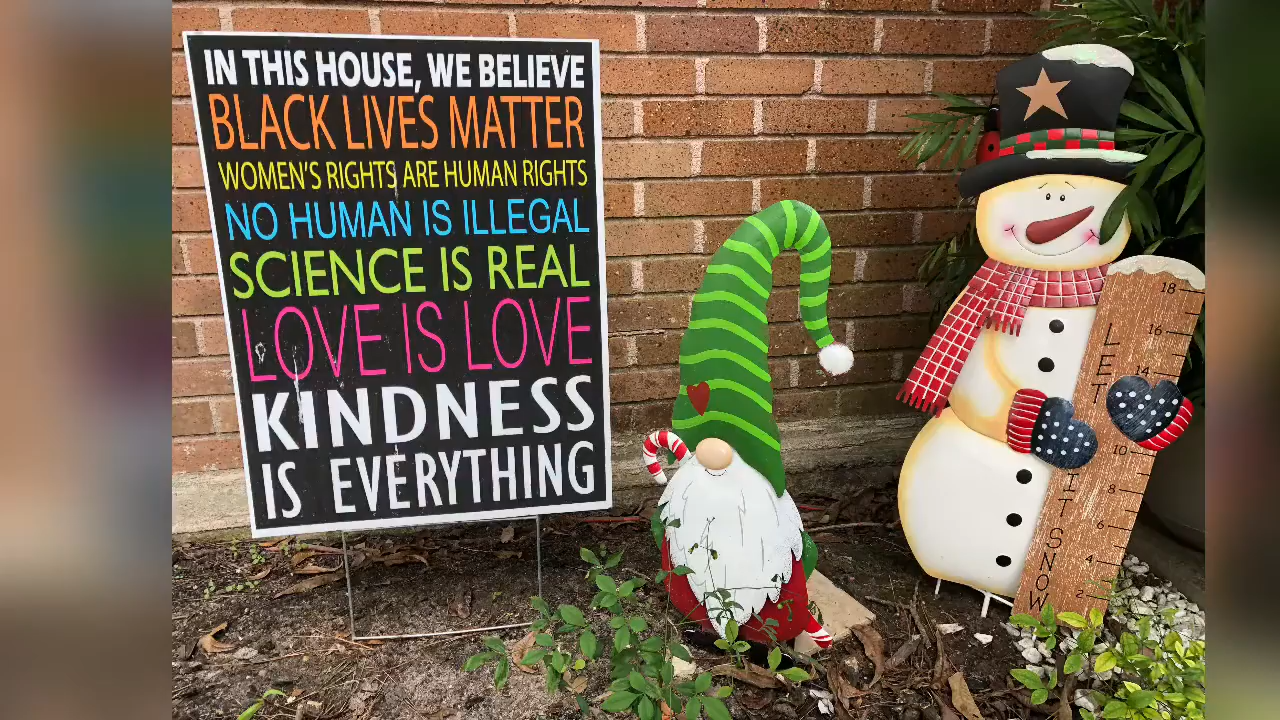 IN THIS HOUSE, WE BELIEVE
BLACK LIVES MATTER
WOMEN'S RIGHTS ARE HUMAN RIGHTS
NO HUMAN IS ILLEGAL
SCIENCE IS REAL
LOVE IS LOVE
KINDNESS
IS EVERYTHING
LET IT SNOW
18
16
14
10
8
6
4
2